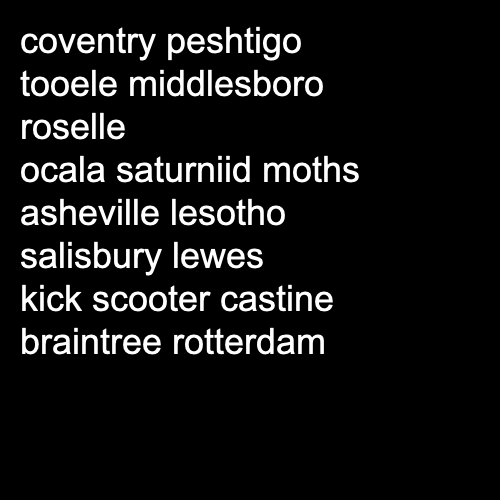 coventry peshtigo
tooele middlesboro
roselle
ocala saturniid moths
asheville lesotho
salisbury lewes
kick scooter castine
braintree rotterdam